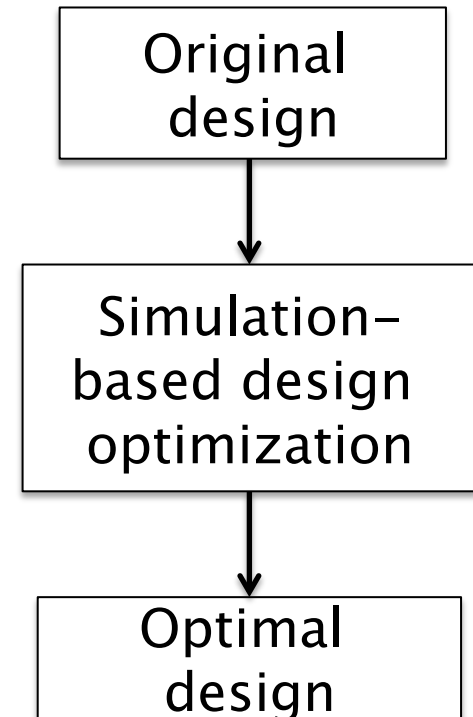 Original
design
Simulation–
based design
optimization
Optimal
design